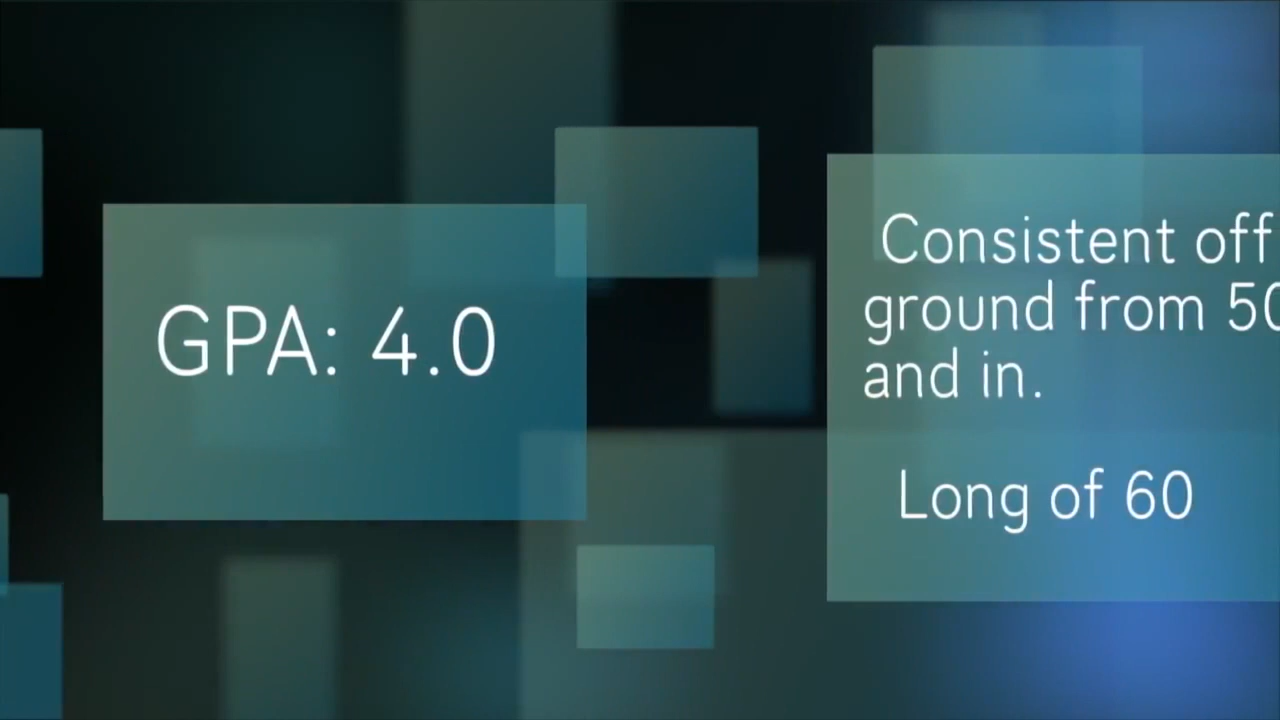 GPA: 4.0
Consistent off
ground from 50
and in.
Long of 60